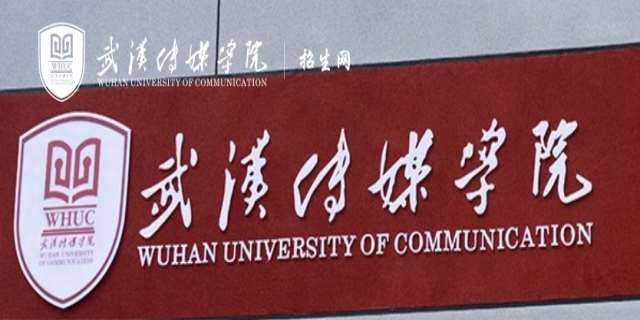 WHUC
武漢傳媒學院
WUHAN UNIVERSITY OF COMMUNICATION
招生网
WHUC
武漢傳媒學院
WUHAN UNIVERSITY
OF COMMUNICATION
武漢傳媒學院
WUHAN UNIVERSITY OF COMMUNICATION